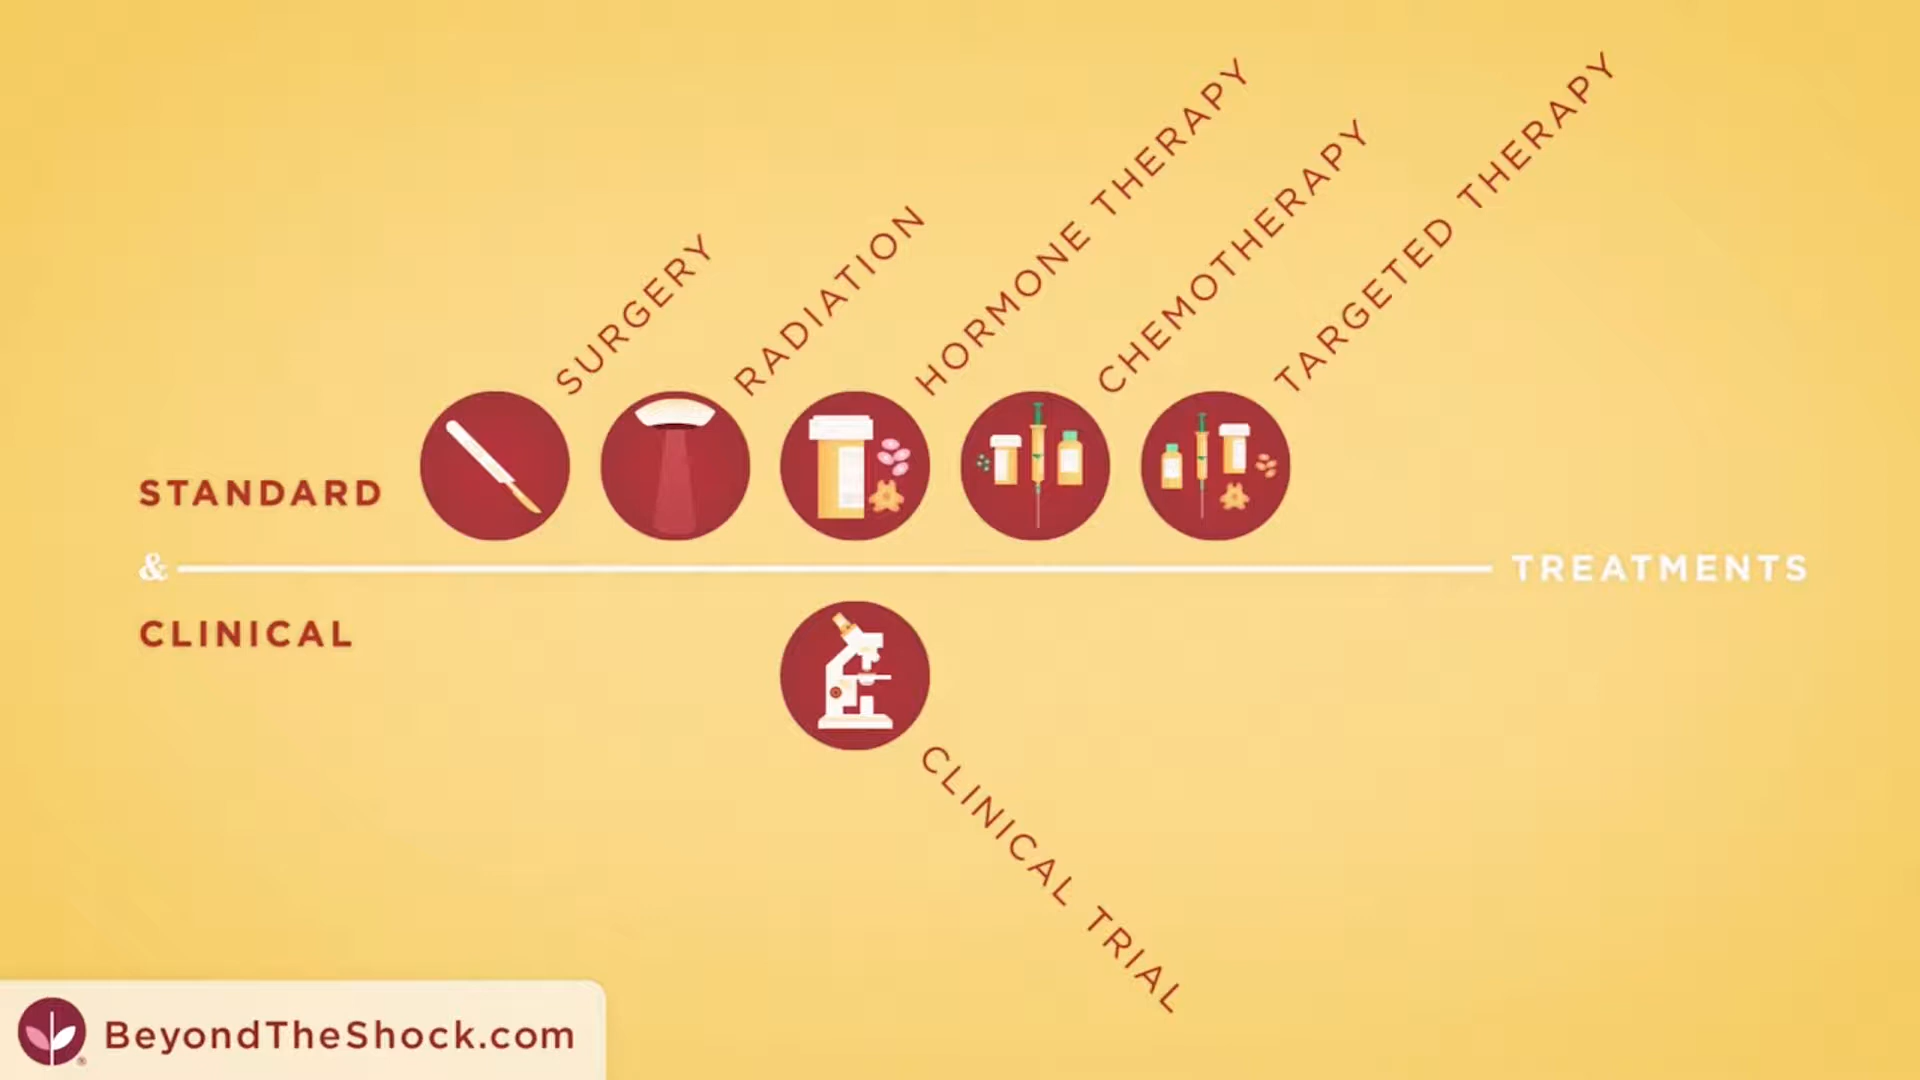 SURGERY
RADIATION
HORMONE THERAPY
CHEMOTHERAPY
TARGETED THERAPY
STANDARD
&
TREATMENTS
CLINICAL
CLINICAL TRIAL
BeyondTheShock.com
®